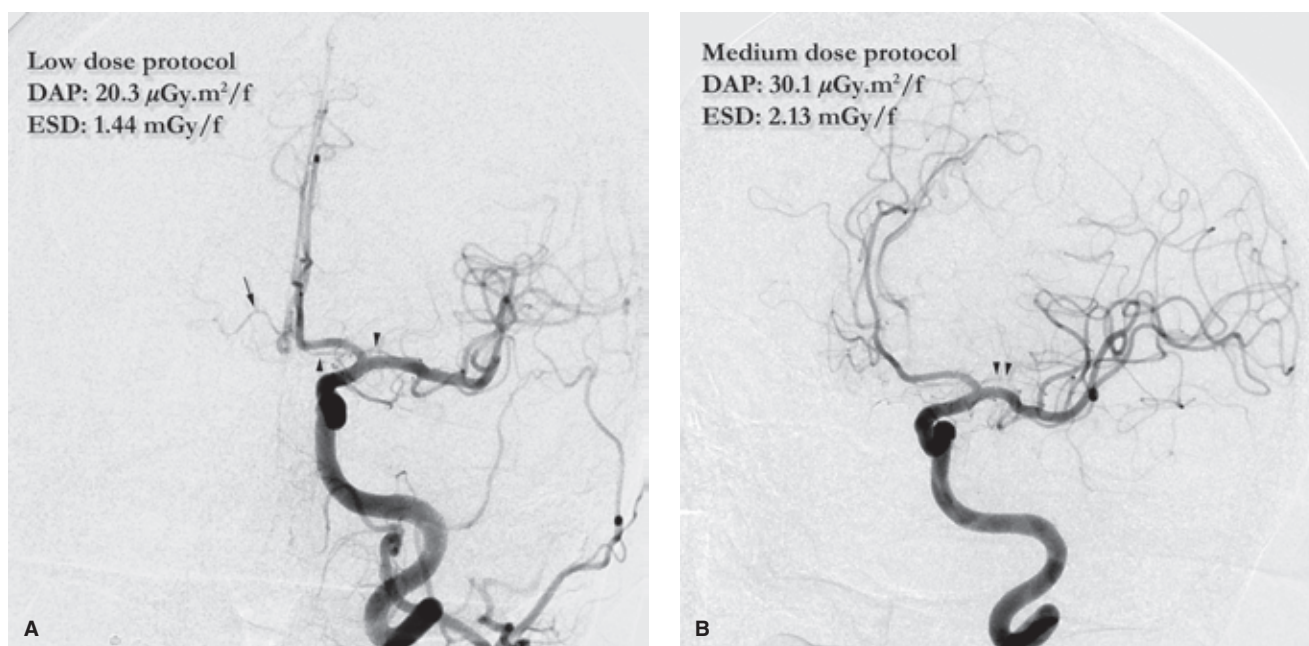 Low dose protocol
DAP: 20.3 μGy.m²/f
ESD: 1.44 mGy/f
A
Medium dose protocol
DAP: 30.1 μGy.m²/f
ESD: 2.13 mGy/f
B